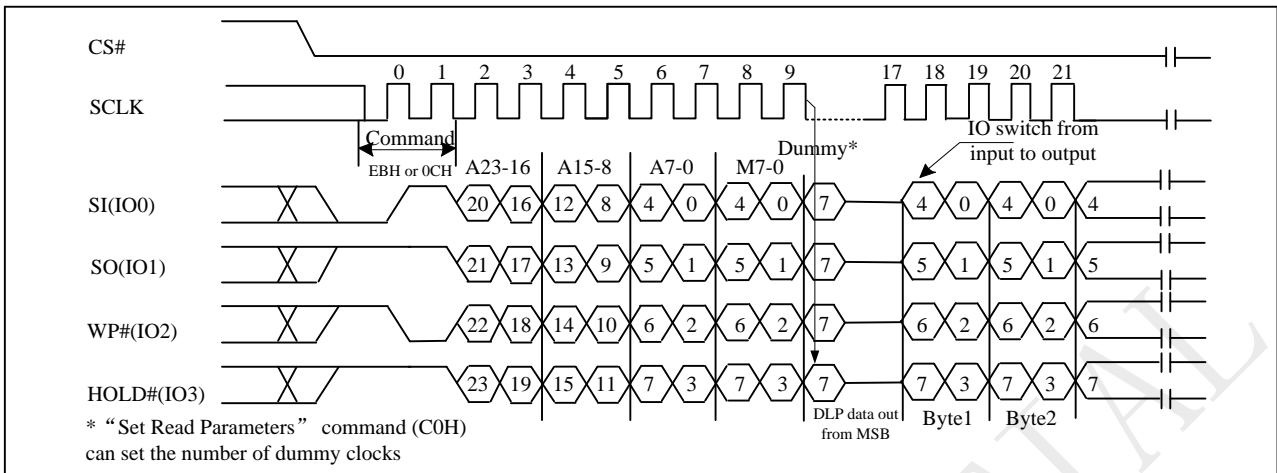 CS#
0 1 2 3 4 5 6 7 8 9 17 18 19 20 21
SCLK
Command
Dummy*
IO switch from
input to output
EBH or 0CH
A23-16 A15-8 A7-0 M7-0
SI(IO0) 20 16 12 8 4 0 4 0 7 4 0 4 0 4
SO(IO1) 21 17 13 9 5 1 5 1 7 5 1 5 1 5
WP#(IO2) 22 18 14 10 6 2 6 2 7 6 2 6 2 6
HOLD#(IO3) 23 19 15 11 7 3 7 3 7 7 3 7 3 7
DLP data out
from MSB
Byte1 Byte2
* “Set Read Parameters” command (C0H)
can set the number of dummy clocks